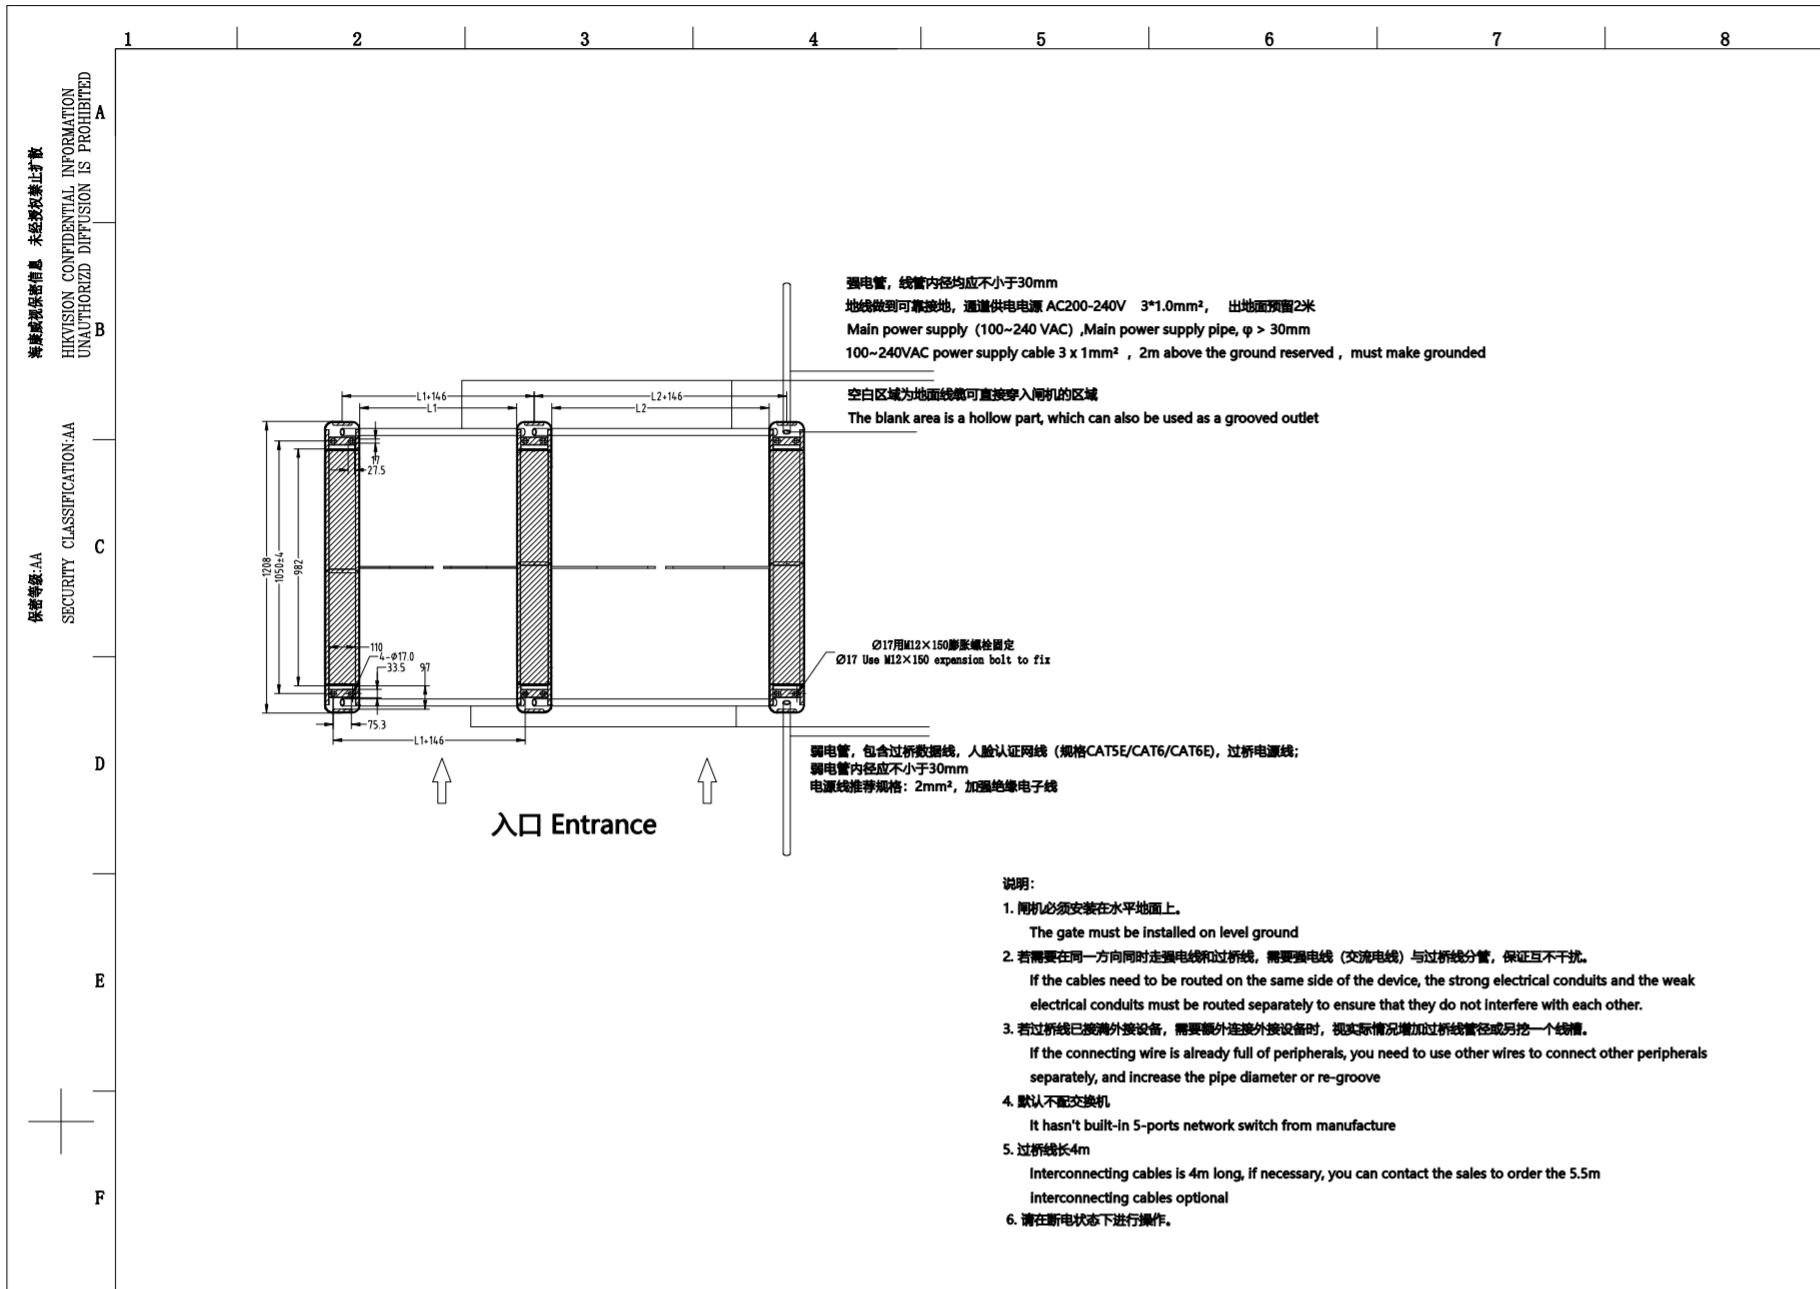 1 2 3 4 5 6 7 8
A
B
C
D
E
F
海康威视保密信息 未经授权禁止扩散
HIKVISION CONFIDENTIAL INFORMATION
UNAUTHORIZD DIFFUSION IS PROHIBITED
保密等级:AA
SECURITY CLASSIFICATION:AA
强电管，线管内径均应不小于30mm
地线做到可靠接地，通道供电电源 AC200-240V 3*1.0mm²， 出地面预留2米
Main power supply（100~240 VAC）,Main power supply pipe, φ > 30mm
100~240VAC power supply cable 3 x 1mm² ，2m above the ground reserved，must make grounded
空白区域为地面线缆可直接穿入闸机的区域
The blank area is a hollow part, which can also be used as a grooved outlet
L1+146
L2+146
L1
L2
17
27.5
1208
1050±4
982
110
4-Φ17.0
33.5
97
75.3
L1+146
Ø17用M12×150膨胀螺栓固定
Ø17 Use M12×150 expansion bolt to fix
弱电管，包含过桥数据线，人脸认证网线（规格CAT5E/CAT6/CAT6E)，过桥电源线；
弱电管内径应不小于30mm
电源线推荐规格：2mm²，加强绝缘电子线
入口 Entrance
说明：
1. 闸机必须安装在水平地面上。
The gate must be installed on level ground
2. 若需要在同一方向同时走强电线和过桥线，需要强电线（交流电线）与过桥线分管，保证互不干扰。
If the cables need to be routed on the same side of the device, the strong electrical conduits and the weak
electrical conduits must be routed separately to ensure that they do not interfere with each other.
3. 若过桥线已接满外接设备，需要额外连接外接设备时，视实际情况增加过桥线管径或另挖一个线槽。
If the connecting wire is already full of peripherals, you need to use other wires to connect other peripherals
separately, and increase the pipe diameter or re-groove
4. 默认不配交换机
It hasn't built-in 5-ports network switch from manufacture
5. 过桥线长4m
Interconnecting cables is 4m long, if necessary, you can contact the sales to order the 5.5m
interconnecting cables optional
6. 请在断电状态下进行操作。